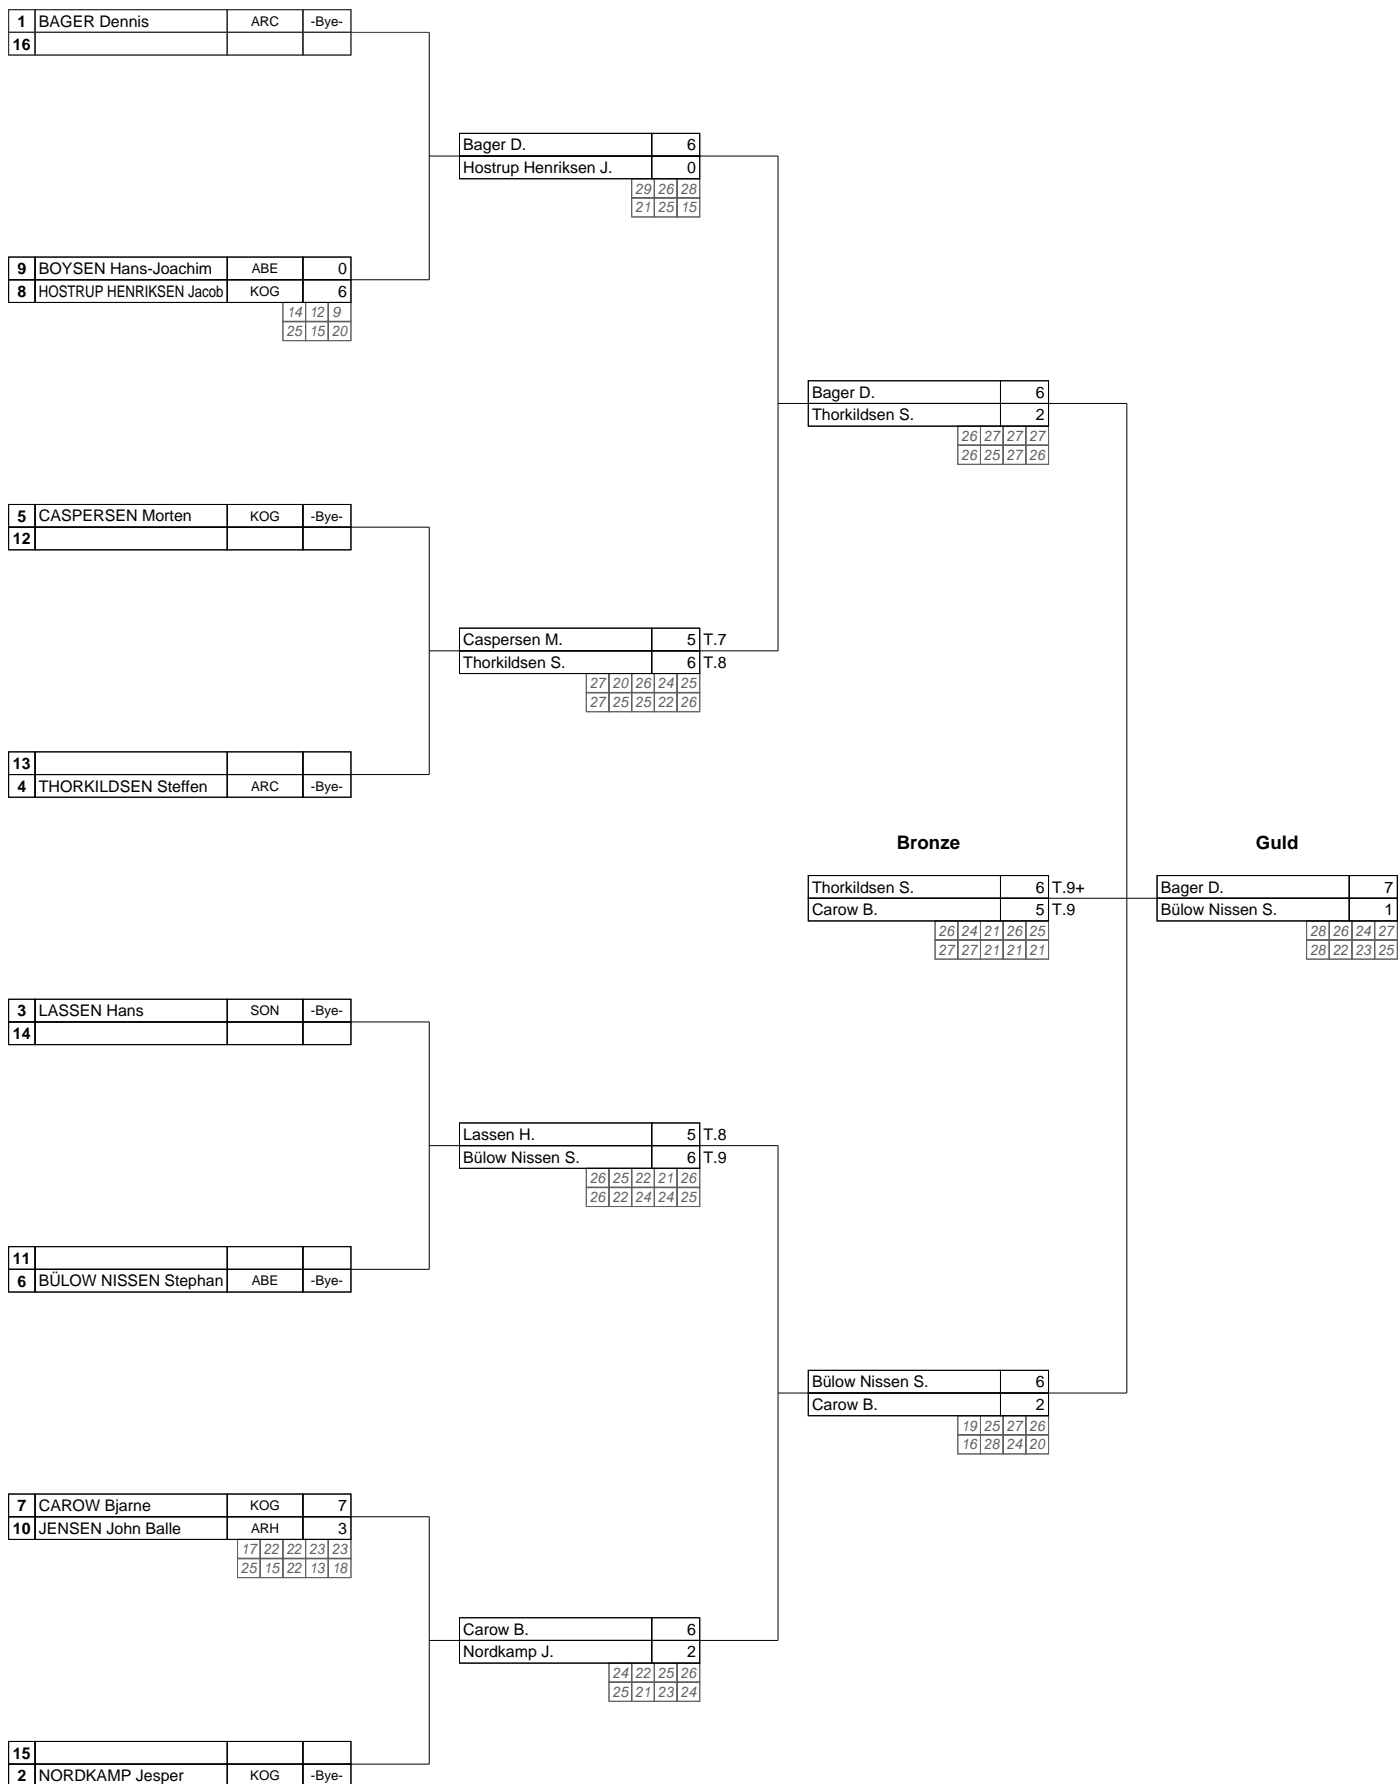 1 BAGER Dennis ARC -Bye-
16
Bager D. 6
Hostrup Henriksen J. 0
29 26 28
21 25 15
9 BOYSEN Hans-Joachim ABE 0
8 HOSTRUP HENRIKSEN Jacob KOG 6
14 12 9
25 15 20
Bager D. 6
Thorkildsen S. 2
26 27 27 27
26 25 27 26
5 CASPERSEN Morten KOG -Bye-
12
Caspersen M. 5 T.7
Thorkildsen S. 6 T.8
27 20 26 24 25
27 25 25 22 26
13
4 THORKILDSEN Steffen ARC -Bye-
Bronze
Guld
Thorkildsen S. 6 T.9+
Carow B. 5 T.9
26 24 21 26 25
27 27 21 21 21
Bager D. 7
Bülow Nissen S. 1
28 26 24 27
28 22 23 25
3 LASSEN Hans SON -Bye-
14
Lassen H. 5 T.8
Bülow Nissen S. 6 T.9
26 25 22 21 26
26 22 24 24 25
11
6 BÜLOW NISSEN Stephan ABE -Bye-
Bülow Nissen S. 6
Carow B. 2
19 25 27 26
16 28 24 20
7 CAROW Bjarne KOG 7
10 JENSEN John Balle ARH 3
17 22 22 23 23
25 15 22 13 18
Carow B. 6
Nordkamp J. 2
24 22 25 26
25 21 23 24
15
2 NORDKAMP Jesper KOG -Bye-